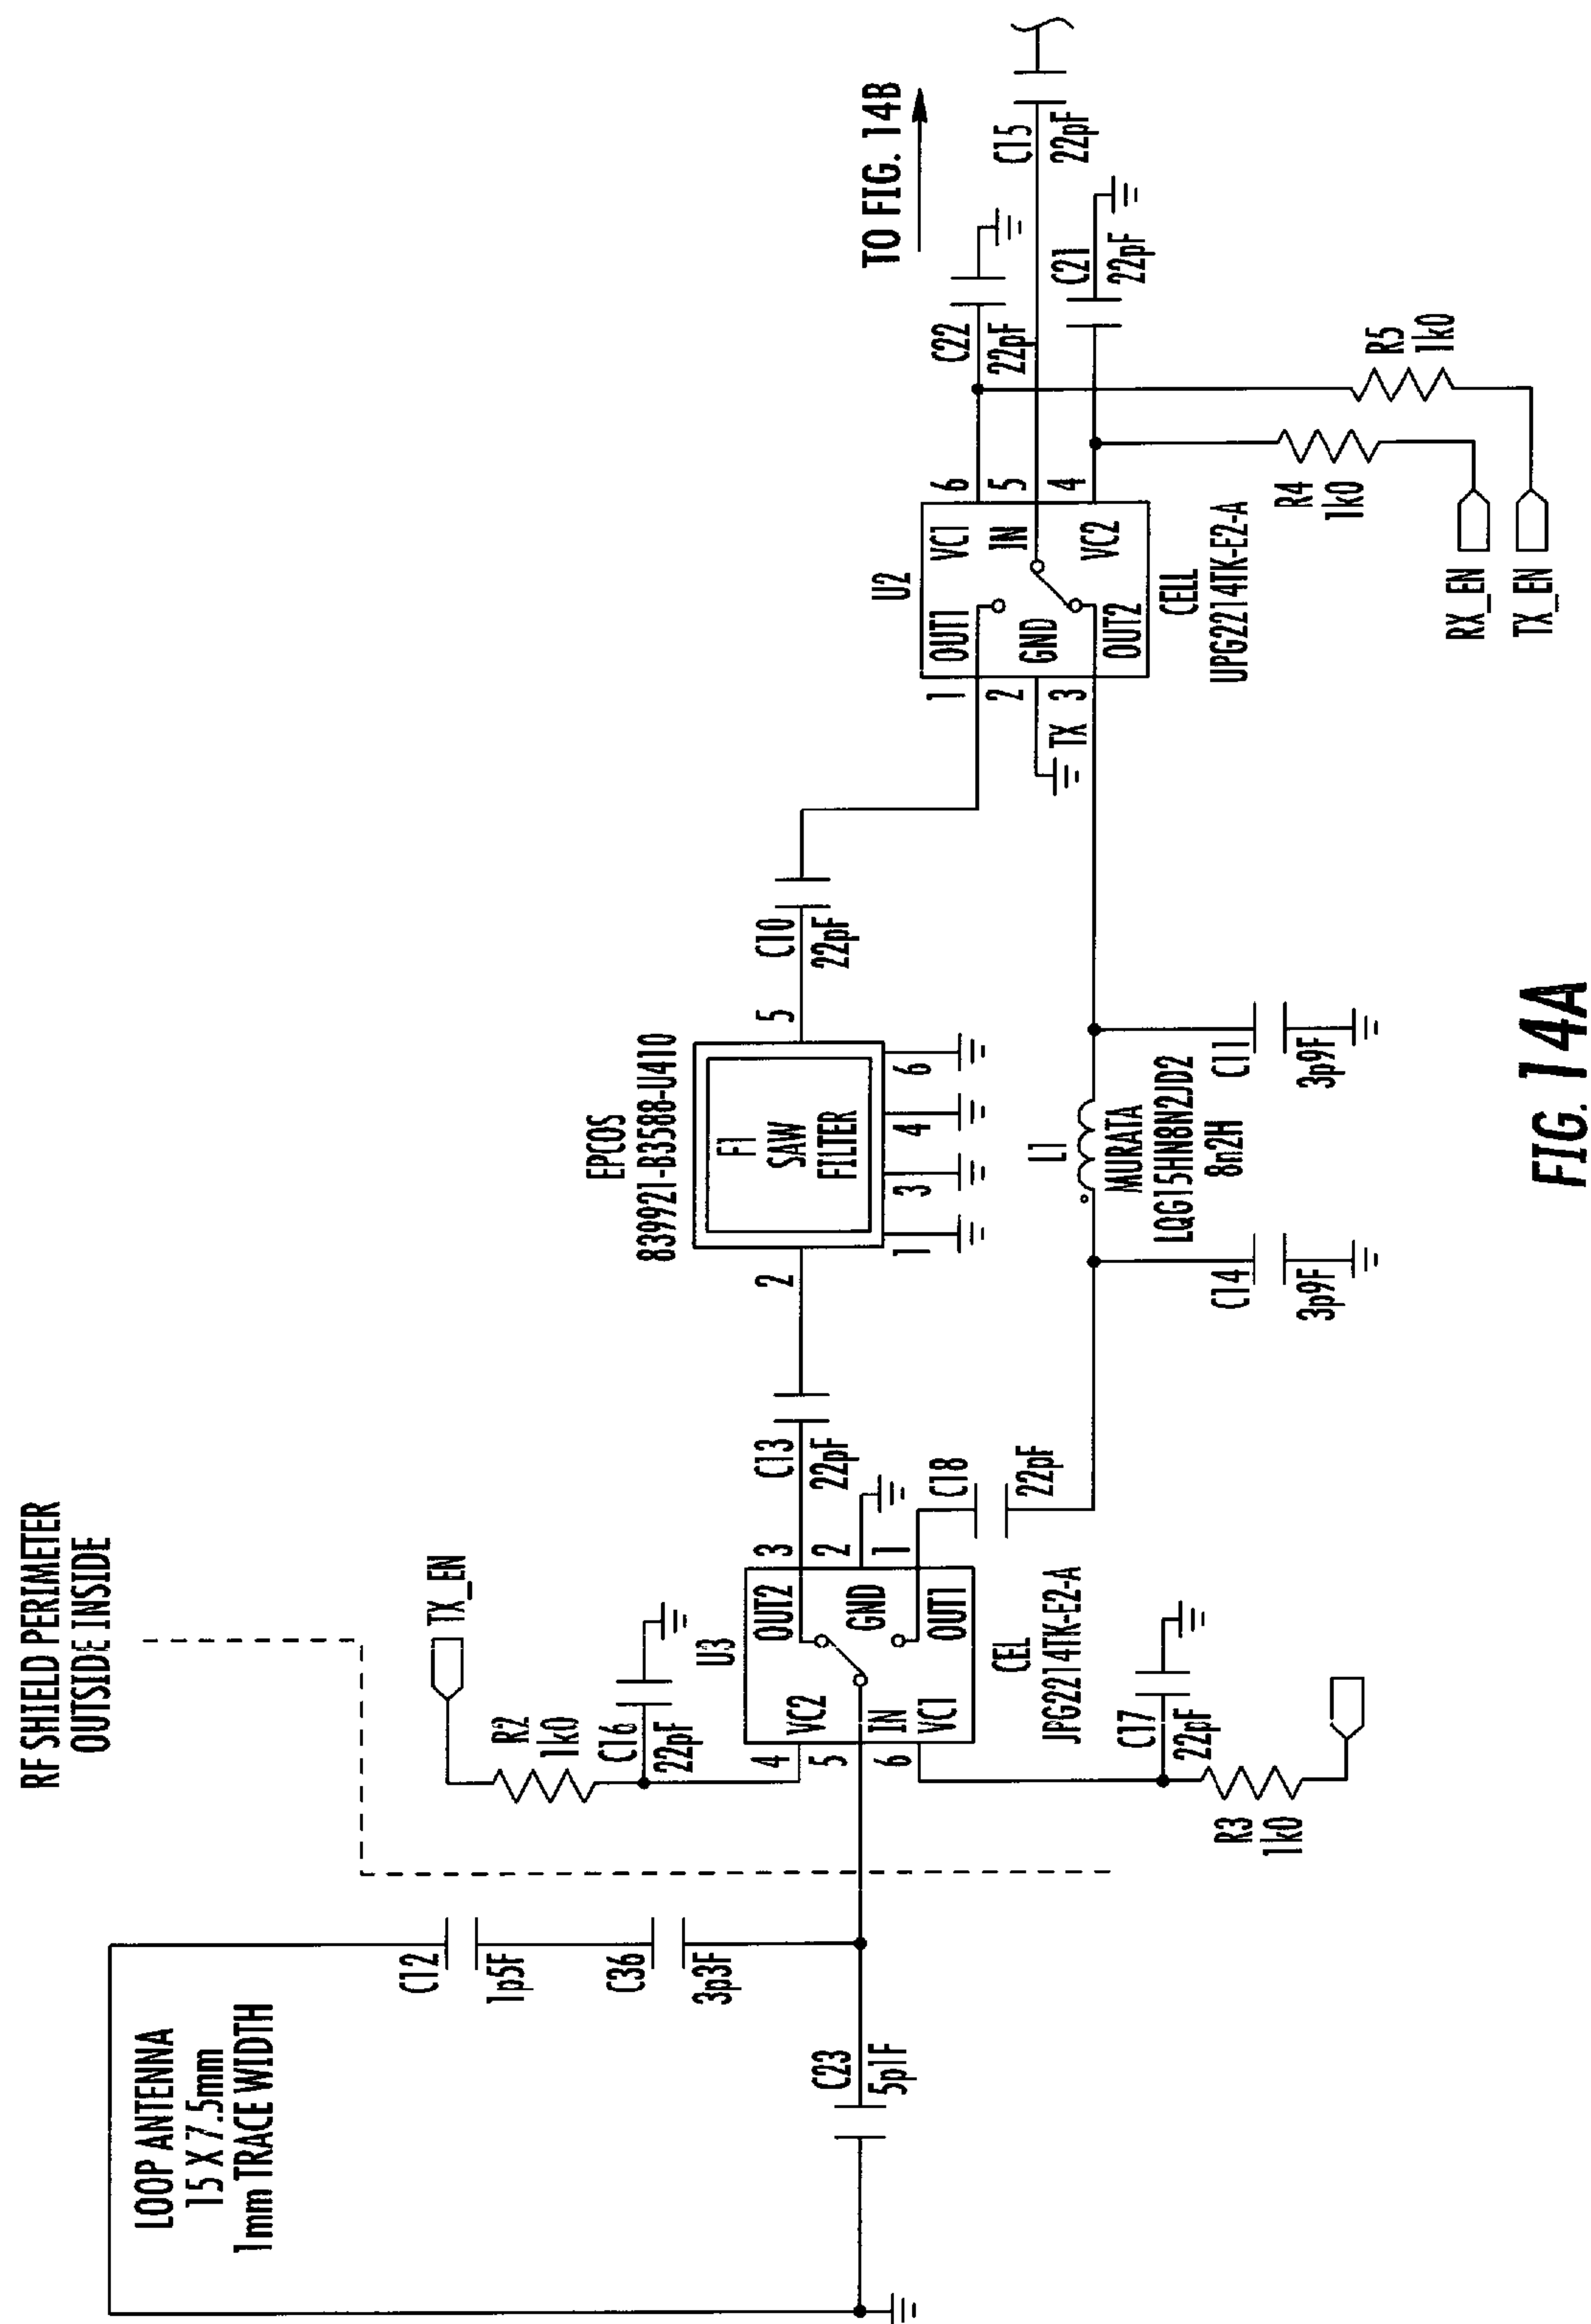 RF SHIELD PERIMETER
OUTSIDE INSIDE
LOOP ANTENNA
15 X 7.5mm
1mm TRACE WIDTH
C12
1p5F
C36
3p3F
C23
5p1F
TX_EN
R2
1k0
C16
22pF
U3
4
5
6
VC2
IN
VC1
OUT2
GND
OUT1
3
2
1
CEL
JPG2214TK-E2-A
C17
22pF
R3
1k0
C13
22pF
C18
22pF
EPCOS
839921-B3588-U410
F1
SAW
FILTER
2
5
1
3
4
6
C10
22pF
L1
MURATA
LQG15HN8N2JD2
8n2H
C14
3p9F
C11
3p9F
U2
1
2
3
TX
OUT1
GND
OUT2
VC1
IN
VC2
6
5
4
CELL
UPG2214TK-E2-A
C22
22pF
C21
22pF
C15
22pF
TO FIG. 14B
R4
1k0
R5
1k0
RX_EN
TX_EN
FIG. 14A